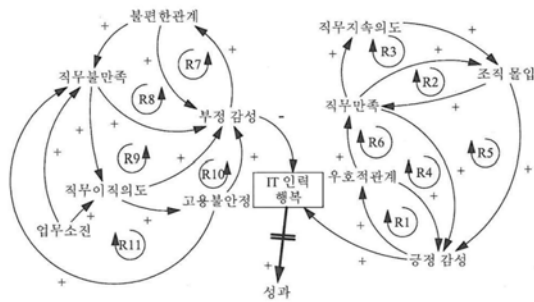 불편한관계
직무지속의도
R3
R7
직무불만족
R2
조직 몰입
R8
부정 감성
-
직무만족
R9
R6
R5
R10
IT 인력
행복
우호적관계
R4
직무이직의도
고용불안정
R1
업무소진
R11
긍정 감성
성과
+